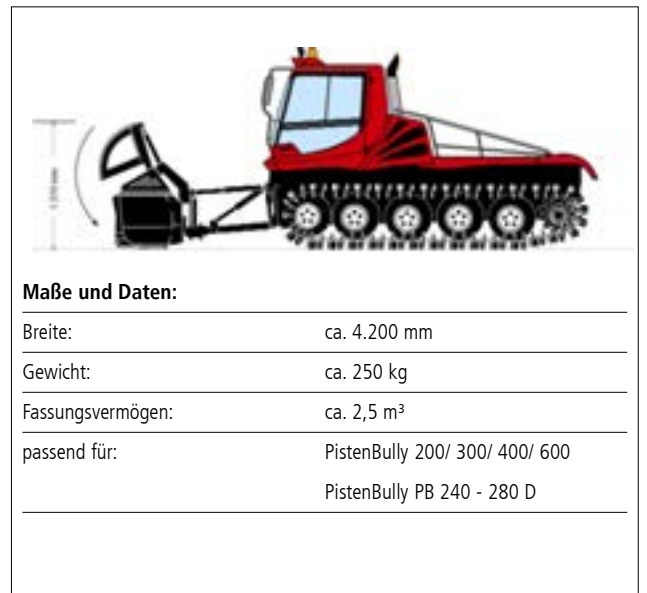 Maße und Daten:
Breite: ca. 4.200 mm
Gewicht: ca. 250 kg
Fassungsvermögen: ca. 2,5 m³
passend für: PistenBully 200/ 300/ 400/ 600
PistenBully PB 240 - 280 D